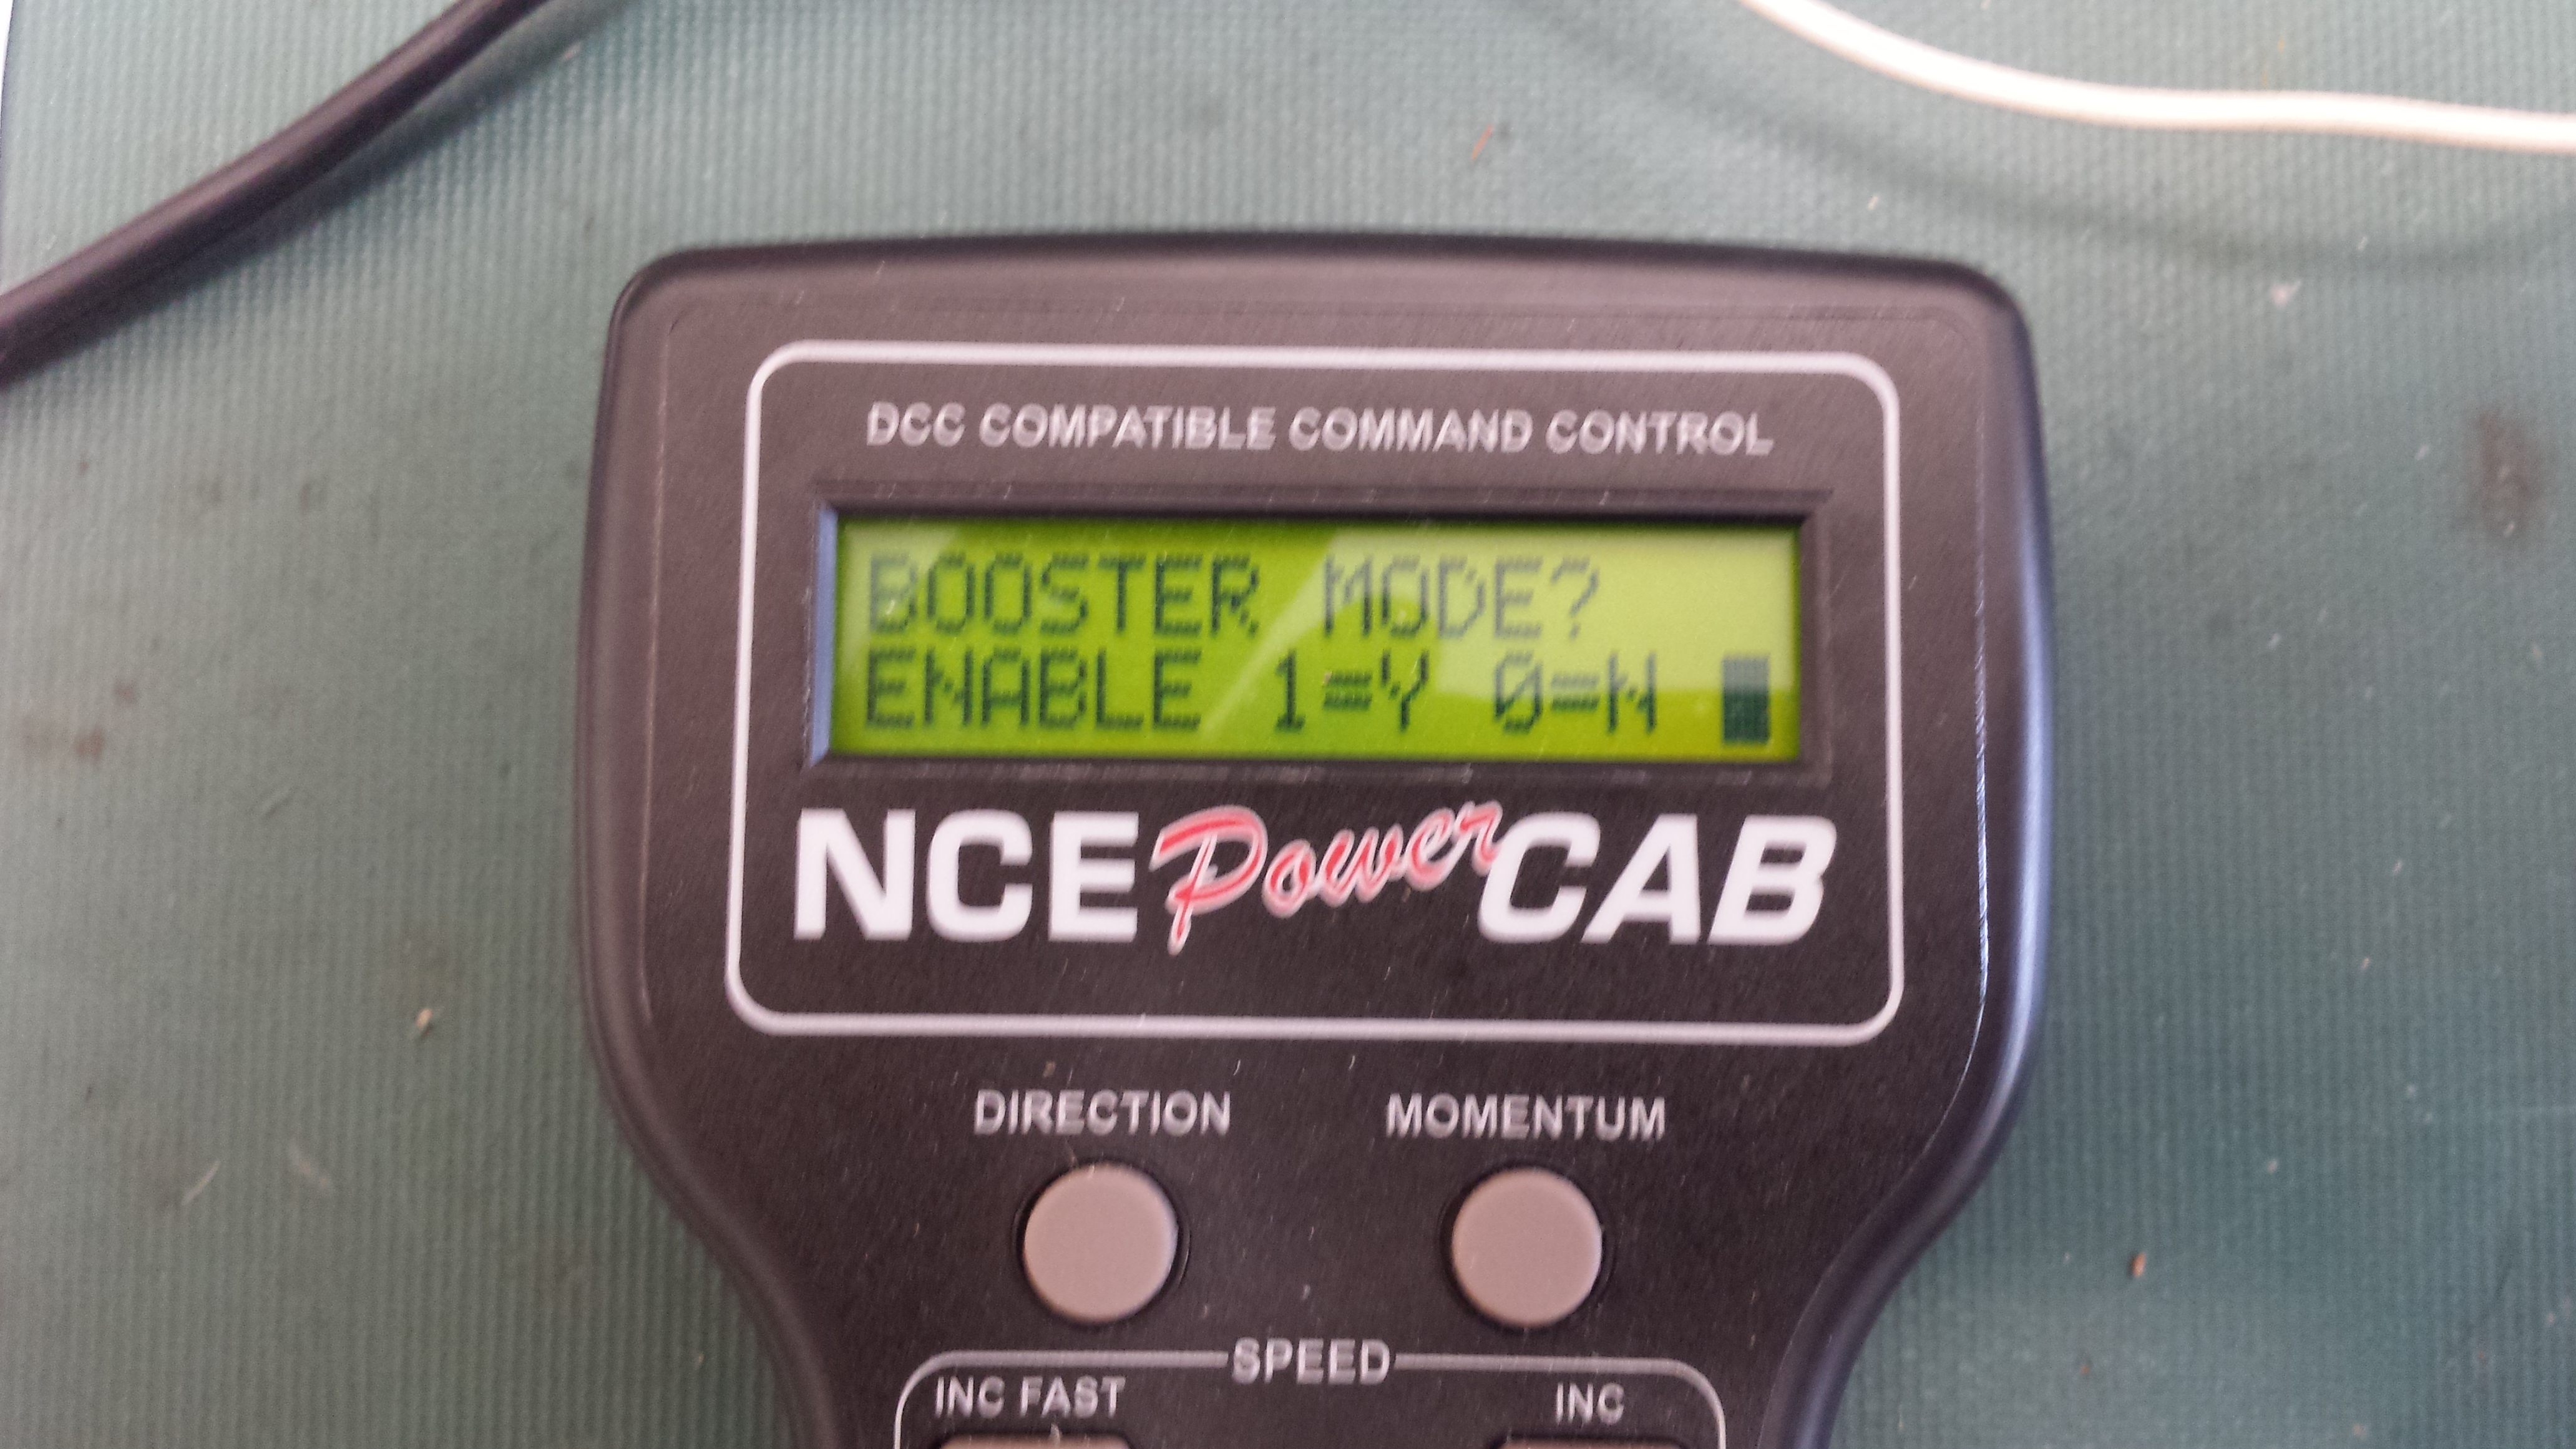 DCC COMPATIBLE COMMAND CONTROL
BOOSTER MODE?
ENABLE 1=Y 0=N
NCE Power CAB
DIRECTION MOMENTUM
SPEED
INC FAST INC